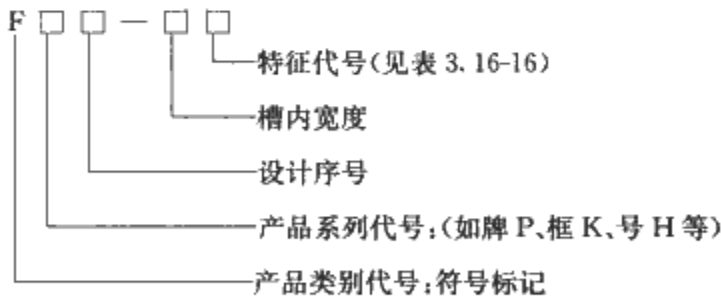 F□□—□□
特征代号(见表 3.16-16)
槽内宽度
设计序号
产品系列代号:(如牌 P、框 K、号 H 等)
产品类别代号:符号标记